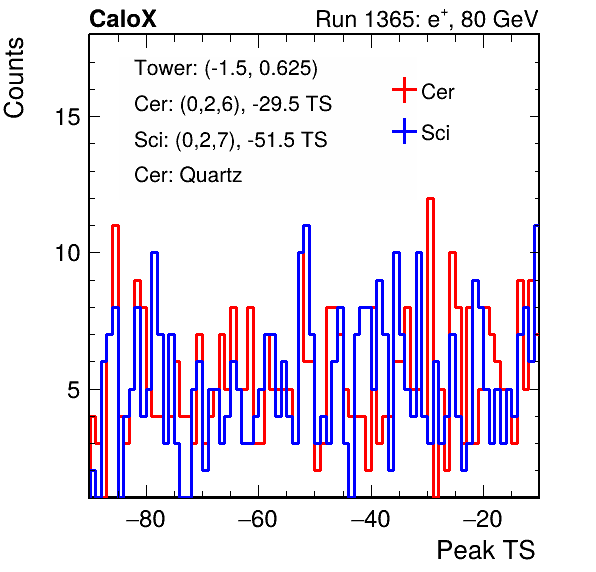 CaloX Run 1365: e+, 80 GeV
Counts
Tower: (-1.5, 0.625)
Cer: (0,2,6), -29.5 TS
Sci: (0,2,7), -51.5 TS
Cer: Quartz
Cer
Sci
15
10
5
−80 −60 −40 −20
Peak TS